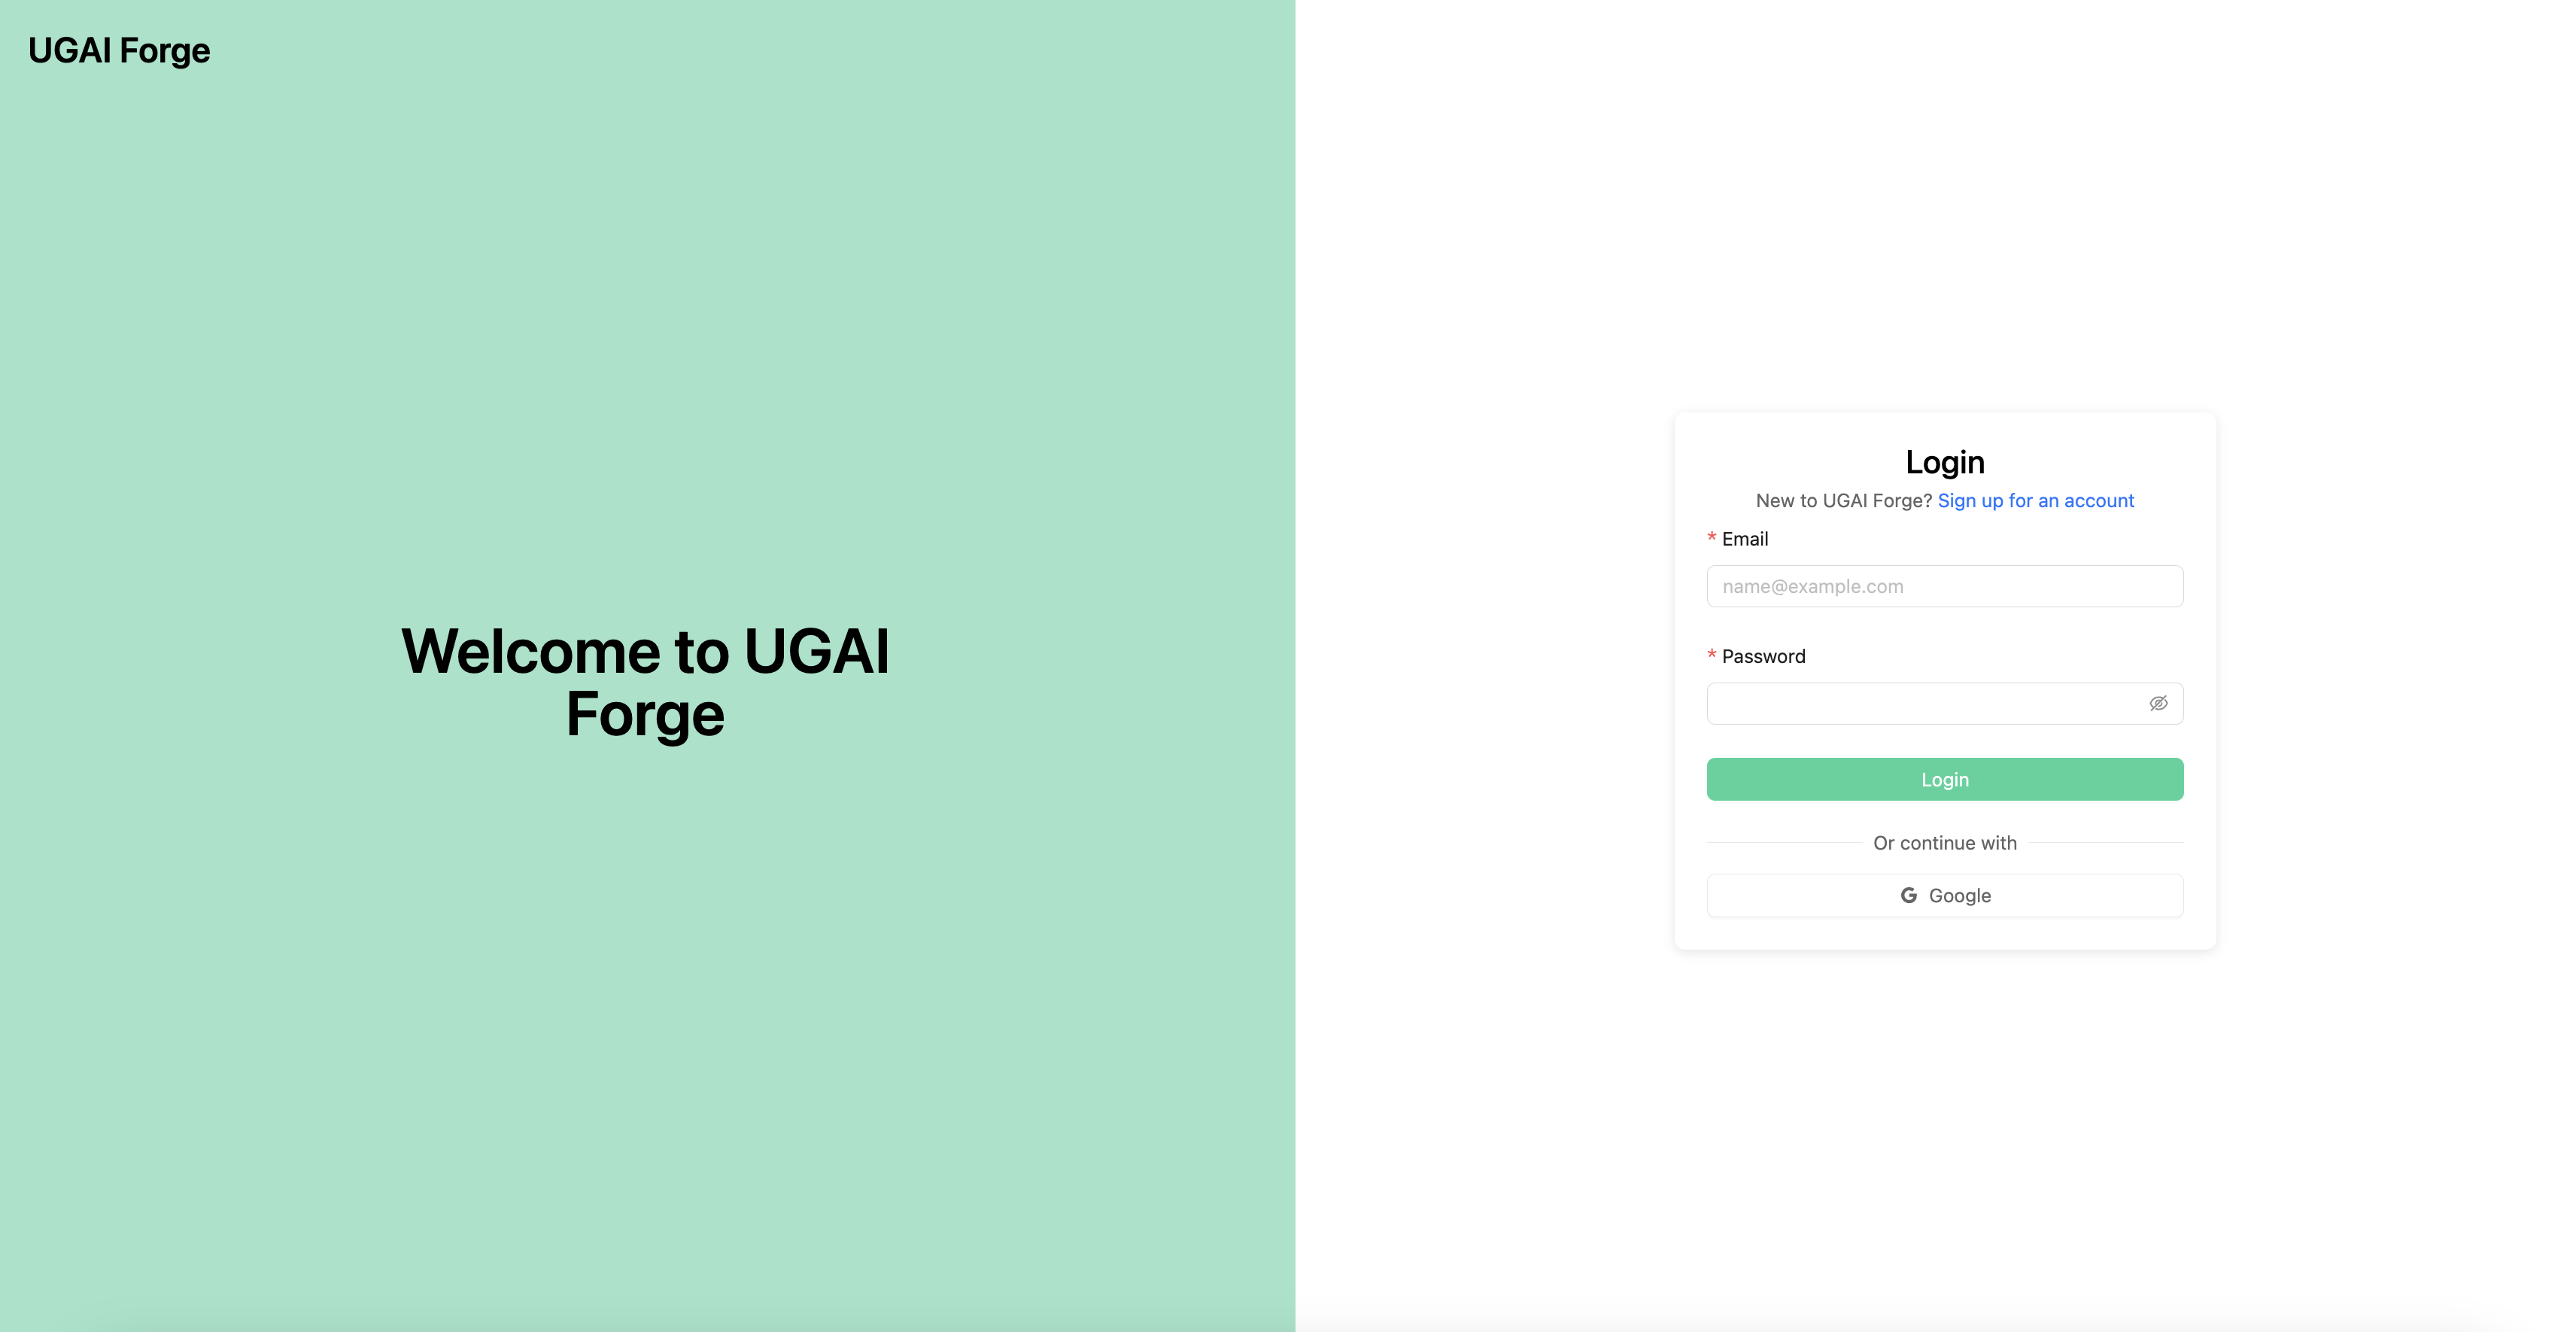 UGAI Forge
Welcome to UGAI
Forge
Login
New to UGAI Forge? Sign up for an account
* Email
name@example.com
* Password
Login
Or continue with
Google